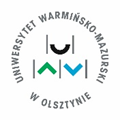 UNIWERSYTET WARMIŃSKO-MAZURSKI
W OLSZTYNIE